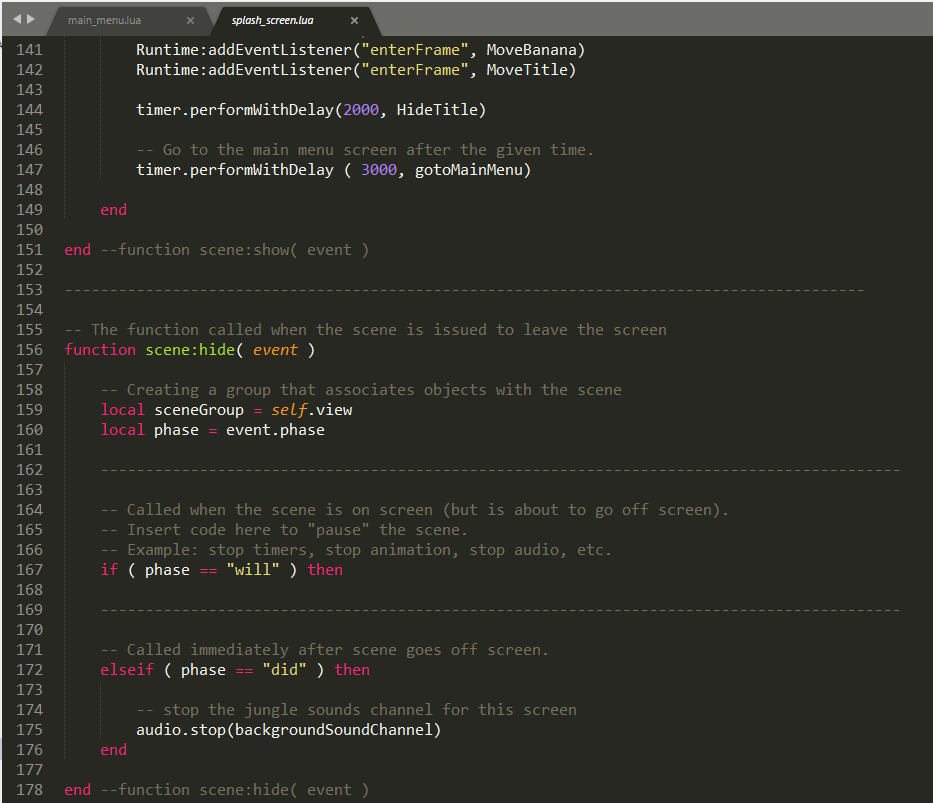 main_menu.lua × splash_screen.lua ×
141 Runtime:addEventListener("enterFrame", MoveBanana)
142 Runtime:addEventListener("enterFrame", MoveTitle)
143
144 timer.performWithDelay(2000, HideTitle)
145
146 -- Go to the main menu screen after the given time.
147 timer.performWithDelay ( 3000, gotoMainMenu)
148
149 end
150
151 end --function scene:show( event )
152
153 -----------------------------------------------------------------------------------------
154
155 -- The function called when the scene is issued to leave the screen
156 function scene:hide( event )
157
158 -- Creating a group that associates objects with the scene
159 local sceneGroup = self.view
160 local phase = event.phase
161
162 -----------------------------------------------------------------------------------------
163
164 -- Called when the scene is on screen (but is about to go off screen).
165 -- Insert code here to "pause" the scene.
166 -- Example: stop timers, stop animation, stop audio, etc.
167 if ( phase == "will" ) then
168
169 -----------------------------------------------------------------------------------------
170
171 -- Called immediately after scene goes off screen.
172 elseif ( phase == "did" ) then
173
174 -- stop the jungle sounds channel for this screen
175 audio.stop(backgroundSoundChannel)
176 end
177
178 end --function scene:hide( event )